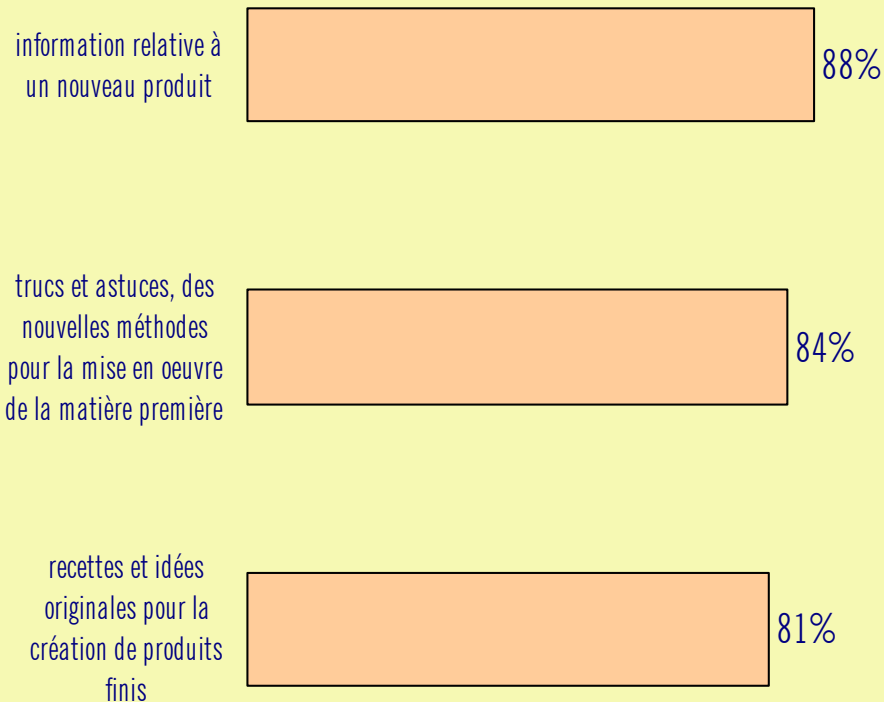 information relative à
un nouveau produit
88%
trucs et astuces, des
nouvelles méthodes
pour la mise en oeuvre
de la matière première
84%
recettes et idées
originales pour la
création de produits
finis
81%